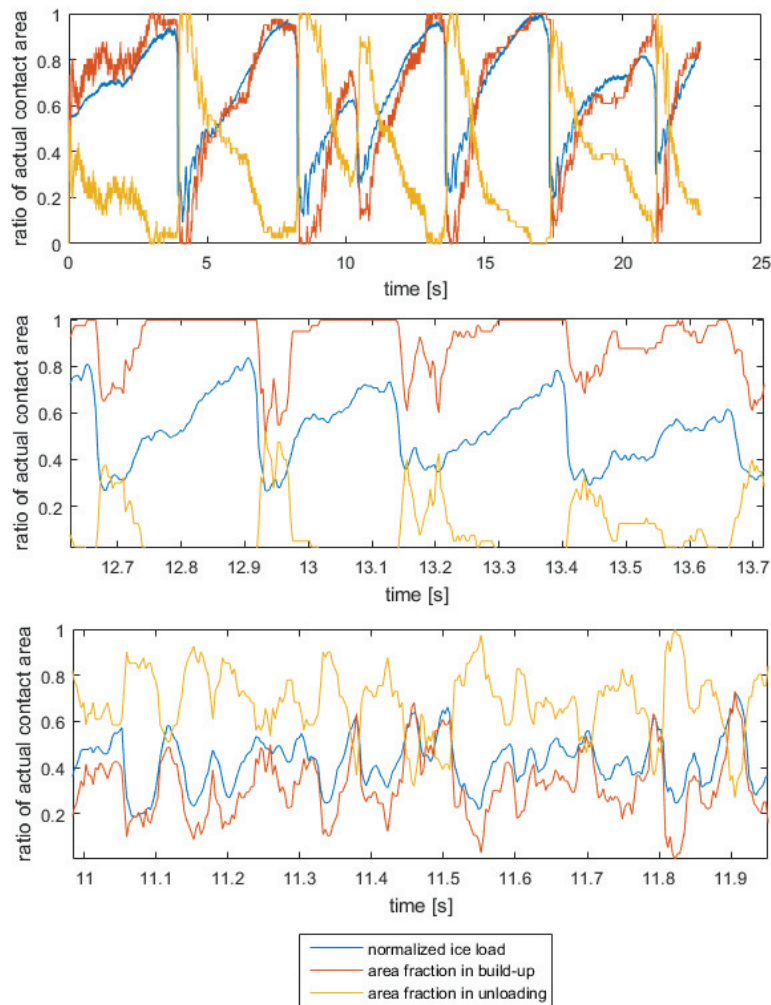 ratio of actual contact area
1
0.8
0.6
0.4
0.2
0
0 5 10 15 20 25
time [s]
ratio of actual contact area
1
0.8
0.6
0.4
0.2
12.7 12.8 12.9 13 13.1 13.2 13.3 13.4 13.5 13.6 13.7
time [s]
ratio of actual contact area
1
0.8
0.6
0.4
0.2
11 11.1 11.2 11.3 11.4 11.5 11.6 11.7 11.8 11.9
time [s]
normalized ice load
area fraction in build-up
area fraction in unloading